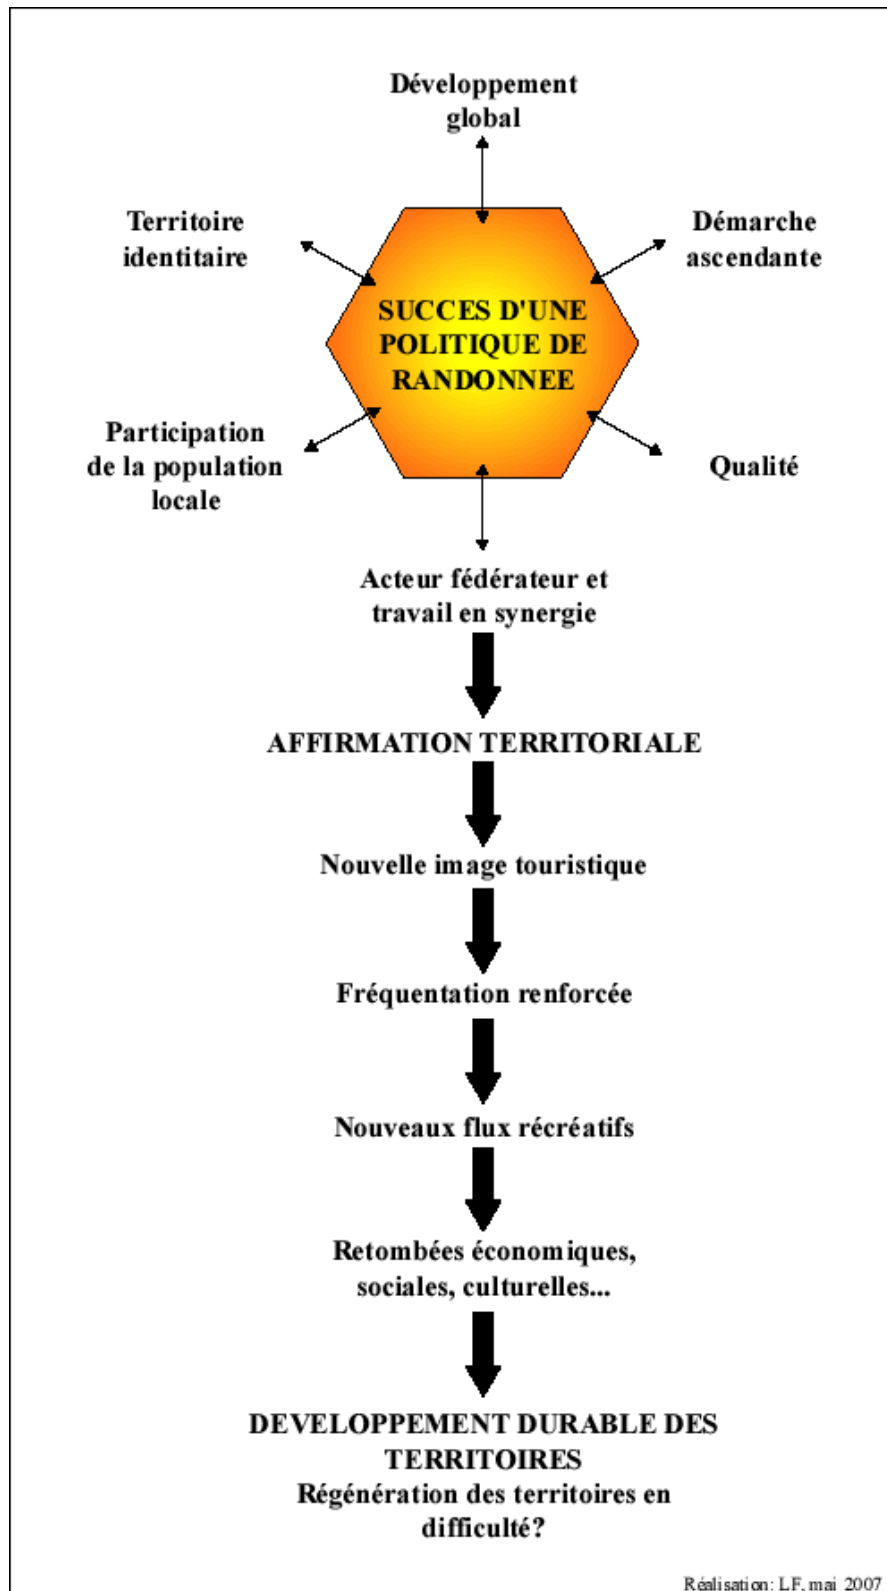 Développement
global
Territoire
identitaire
Démarche
ascendante
SUCCES D'UNE
POLITIQUE DE
RANDONNEE
Participation
de la population
locale
Qualité
Acteur fédérateur et
travail en synergie
AFFIRMATION TERRITORIALE
Nouvelle image touristique
Fréquentation renforcée
Nouveaux flux récréatifs
Retombées économiques,
sociales, culturelles...
DEVELOPPEMENT DURABLE DES
TERRITOIRES
Régénération des territoires en
difficulté?
Réalisation: LF, mai 2007